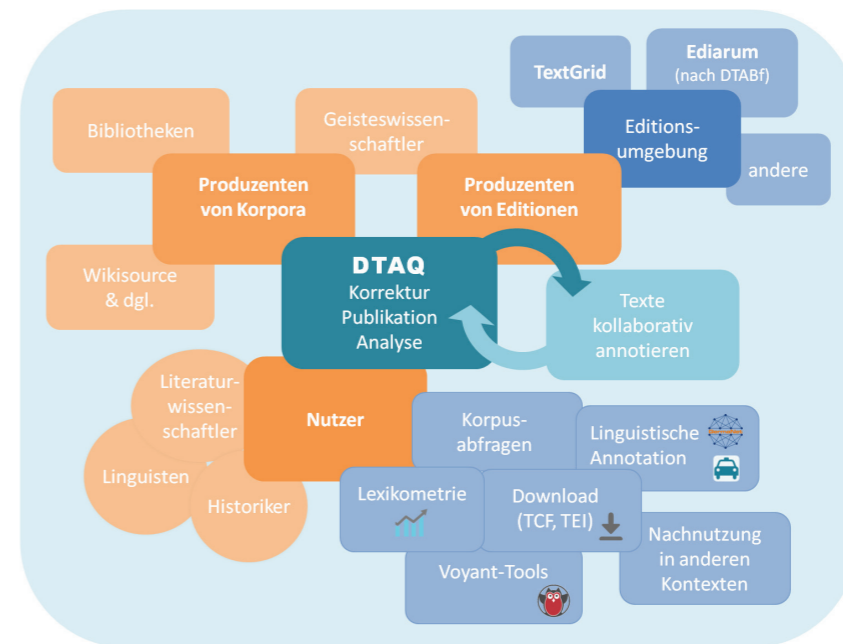 TextGrid
Ediarum
(nach DTABf)
Bibliotheken
Geisteswissen-
schaftler
Editions-
umgebung
andere
Produzenten
von Korpora
Produzenten
von Editionen
Wikisource
& dgl.
DTAQ
Korrektur
Publikation
Analyse
Texte
kollaborativ
annotieren
Literatur-
wissen-
schaftler
Linguisten
Historiker
Nutzer
Korpus-
abfragen
Linguistische
Annotation
Lexikometrie
Download
(TCF, TEI)
Nachnutzung
in anderen
Kontexten
Voyant-Tools